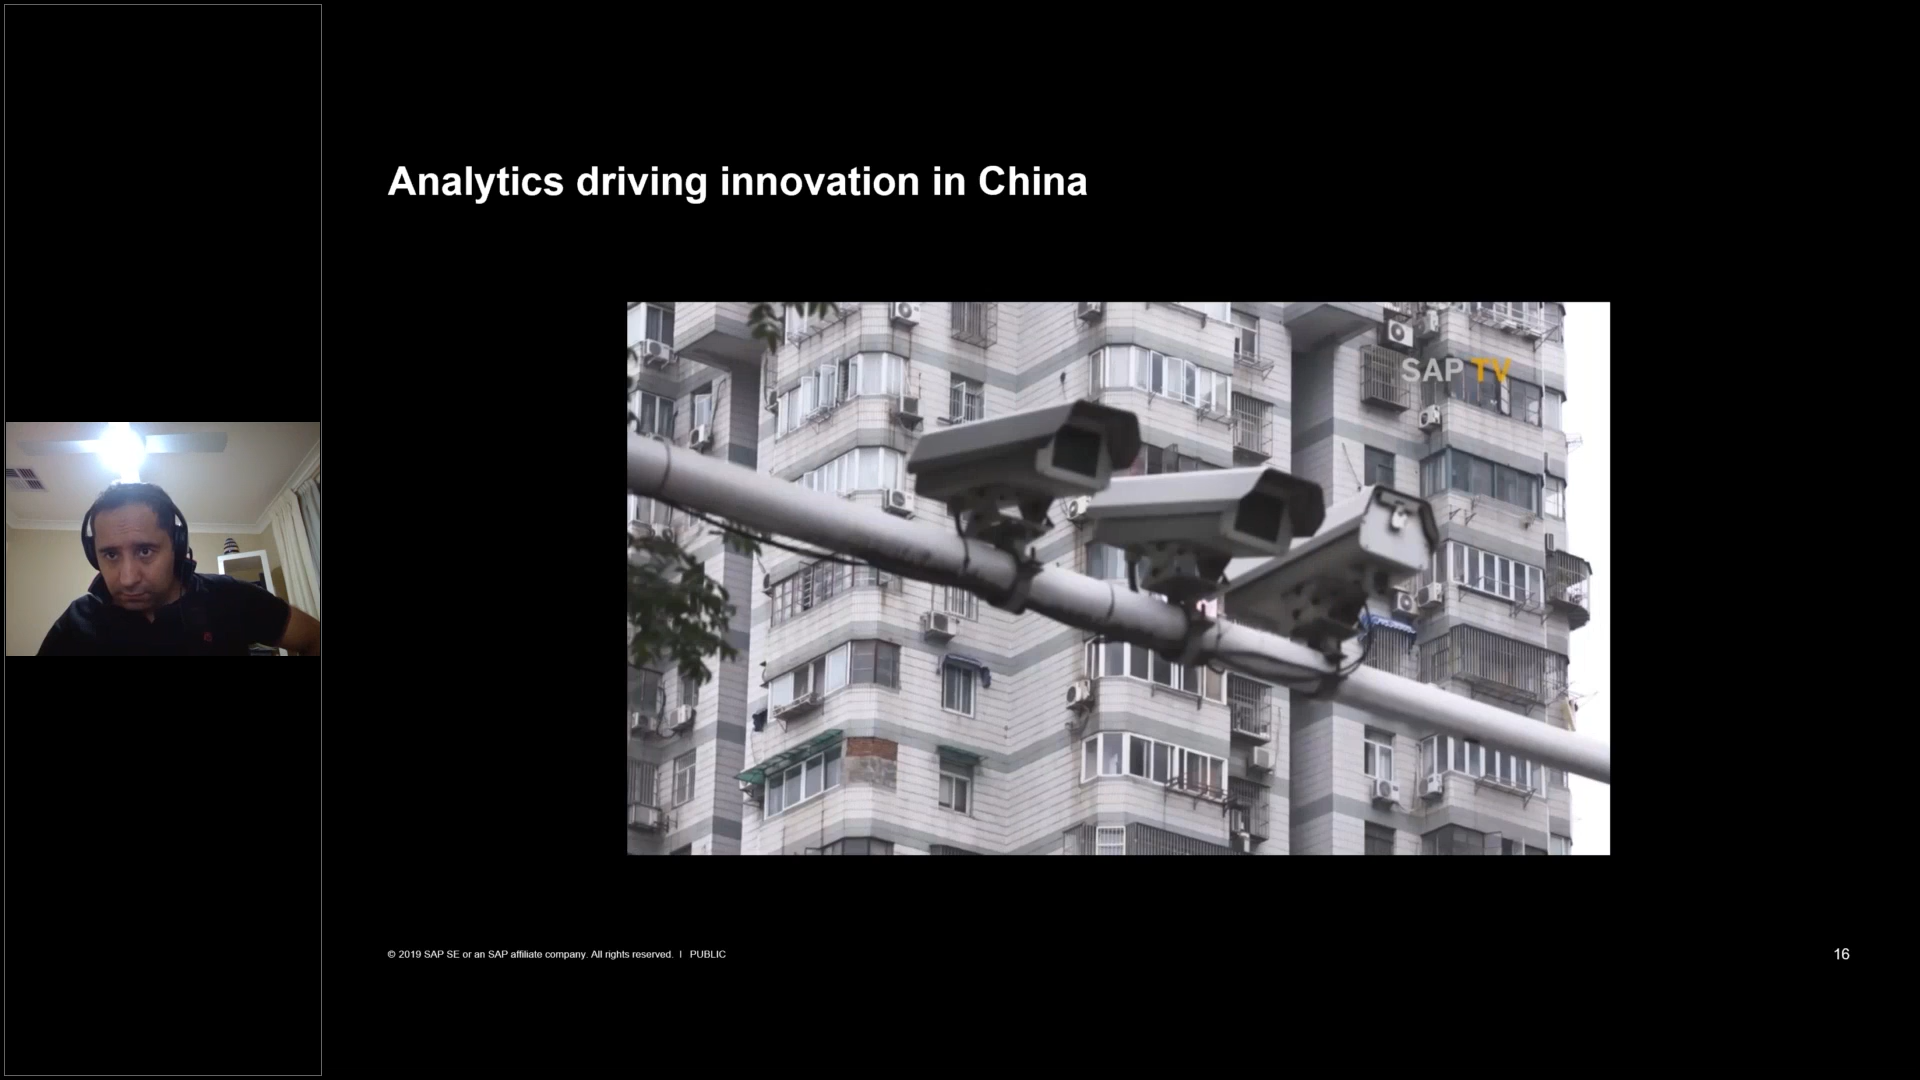 Analytics driving innovation in China
SAP TV
© 2019 SAP SE or an SAP affiliate company. All rights reserved. | PUBLIC
16